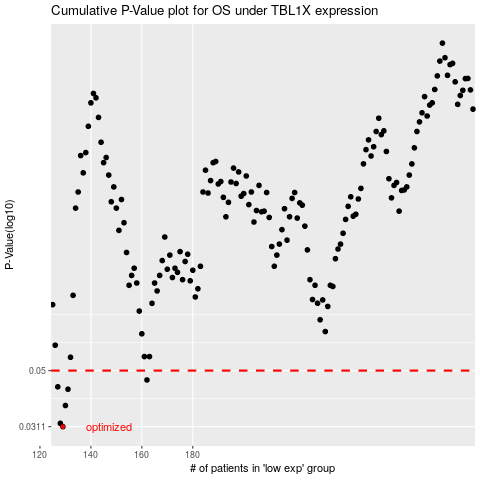 Cumulative P-Value plot for OS under TBL1X expression
P-Value(log10)
0.05
0.0311
optimized
120 140 160 180
# of patients in 'low exp' group